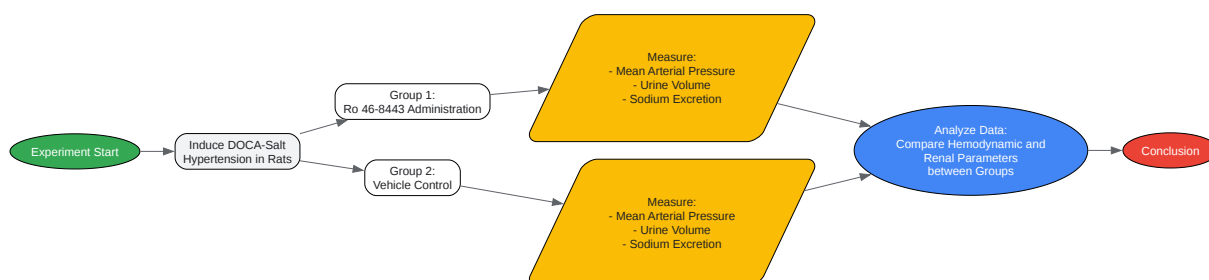 Experiment Start
Induce DOCA-Salt
Hypertension in Rats
Group 1:
Ro 46-8443 Administration
Group 2:
Vehicle Control
Measure:
- Mean Arterial Pressure
- Urine Volume
- Sodium Excretion
Measure:
- Mean Arterial Pressure
- Urine Volume
- Sodium Excretion
Analyze Data:
Compare Hemodynamic and
Renal Parameters
between Groups
Conclusion